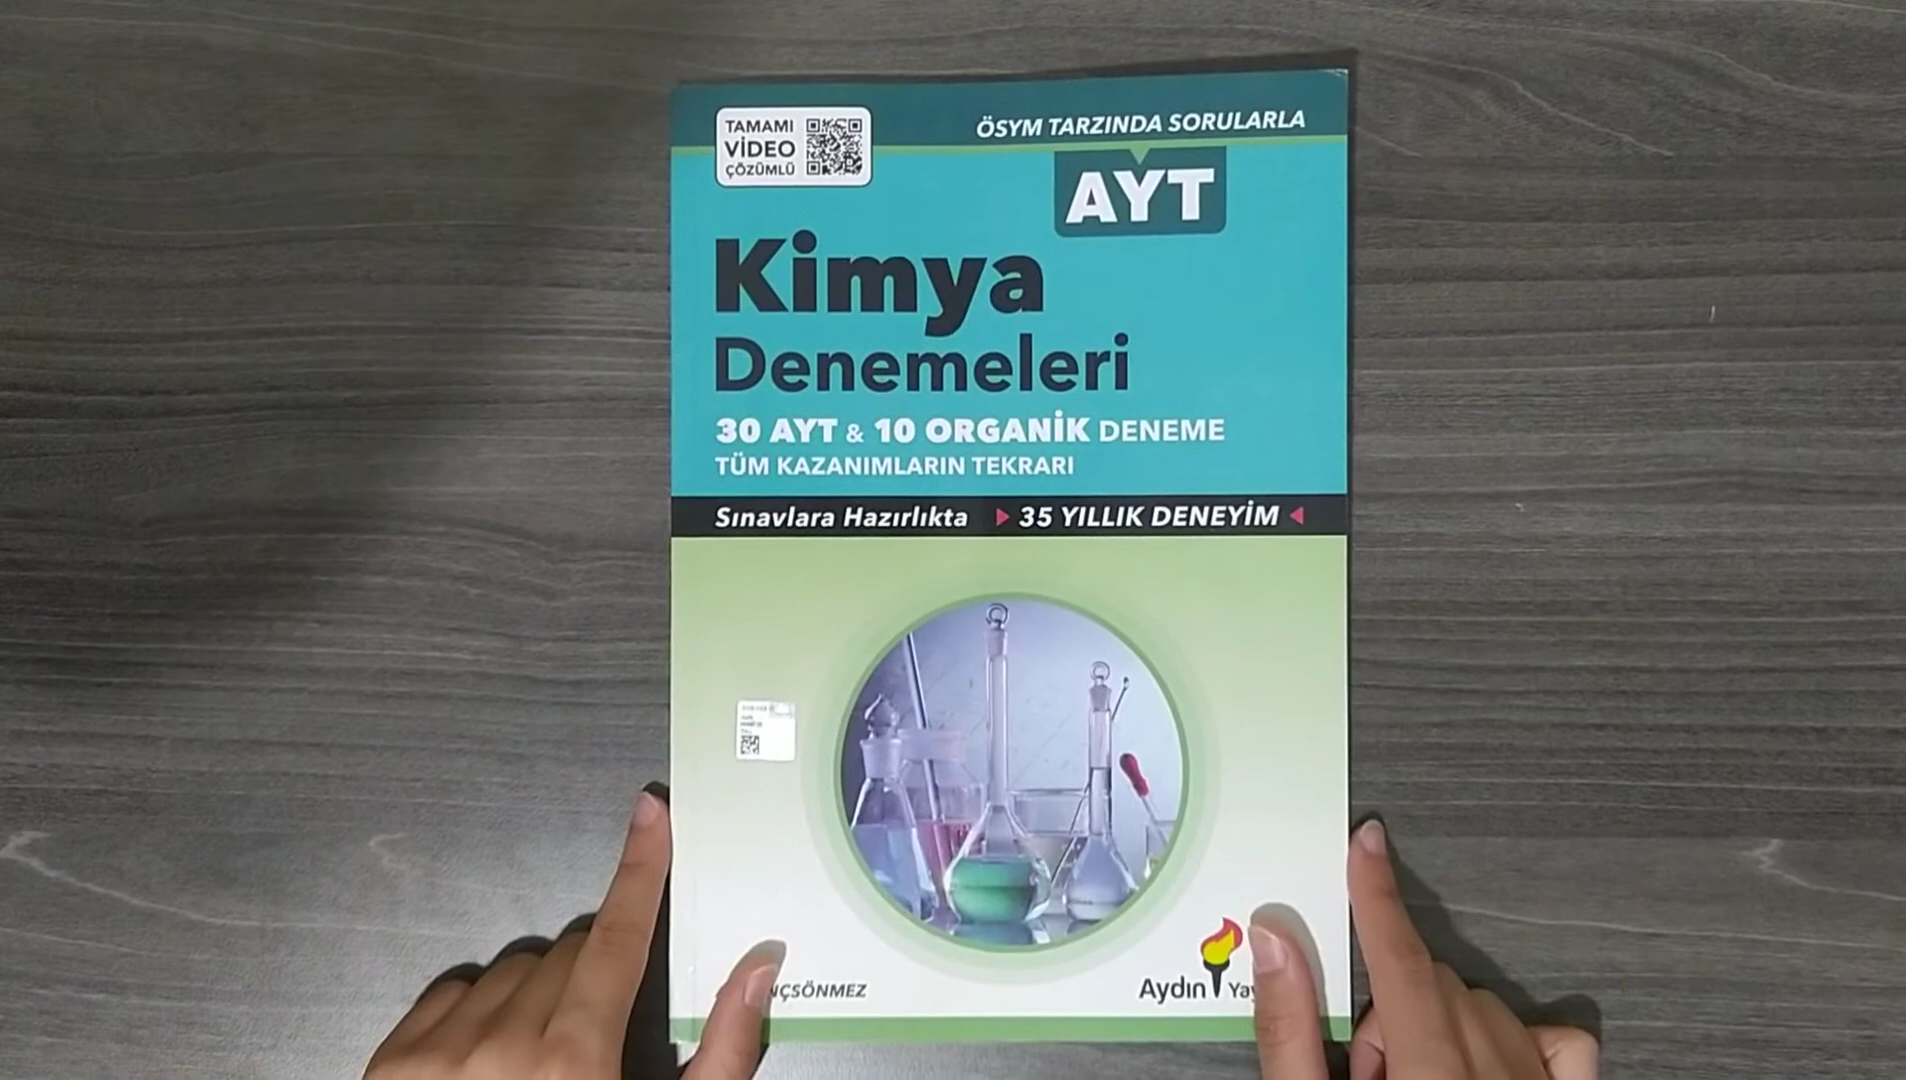 TAMAMI
VİDEO
ÇÖZÜMLÜ
ÖSYM TARZINDA SORULARLA
AYT
Kimya
Denemeleri
30 AYT & 10 ORGANİK DENEME
TÜM KAZANIMLARIN TEKRARI
Sınavlara Hazırlıkta 35 YILLIK DENEYİM
Aydın